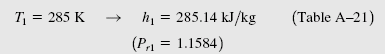 T₁ = 285 K → h₁ = 285.14 kJ/kg (Table A–21)
(Pᵣ₁ = 1.1584)